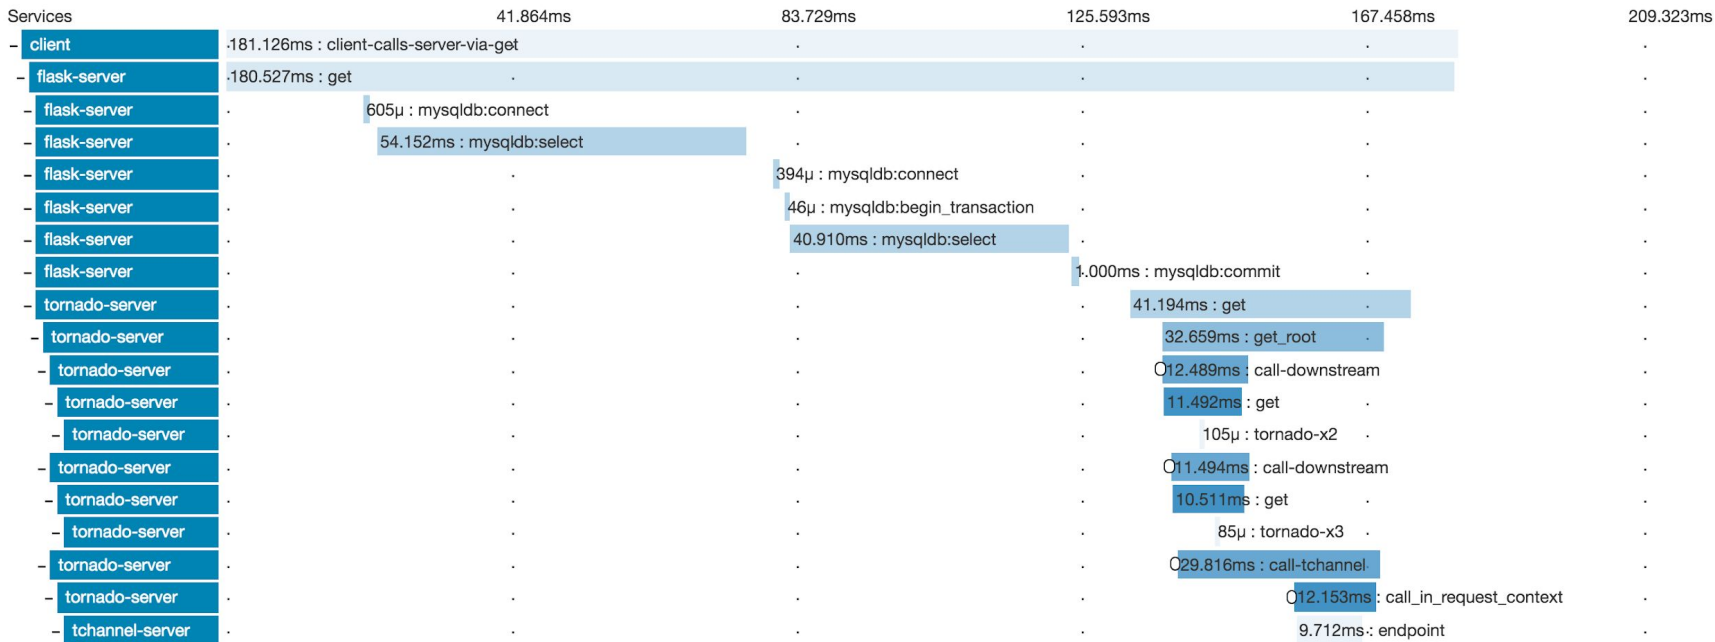 Services 41.864ms 83.729ms 125.593ms 167.458ms 209.323ms
– client 181.126ms : client-calls-server-via-get
– flask-server 180.527ms : get
– flask-server 605μ : mysqldb:connect
– flask-server 54.152ms : mysqldb:select
– flask-server 394μ : mysqldb:connect
– flask-server 46μ : mysqldb:begin_transaction
– flask-server 40.910ms : mysqldb:select
– flask-server 1.000ms : mysqldb:commit
– tornado-server 41.194ms : get
– tornado-server 32.659ms : get_root
– tornado-server 12.489ms : call-downstream
– tornado-server 11.492ms : get
– tornado-server 105μ : tornado-x2
– tornado-server 11.494ms : call-downstream
– tornado-server 10.511ms : get
– tornado-server 85μ : tornado-x3
– tornado-server 29.816ms : call-tchannel
– tornado-server 12.153ms : call_in_request_context
– tchannel-server 9.712ms : endpoint